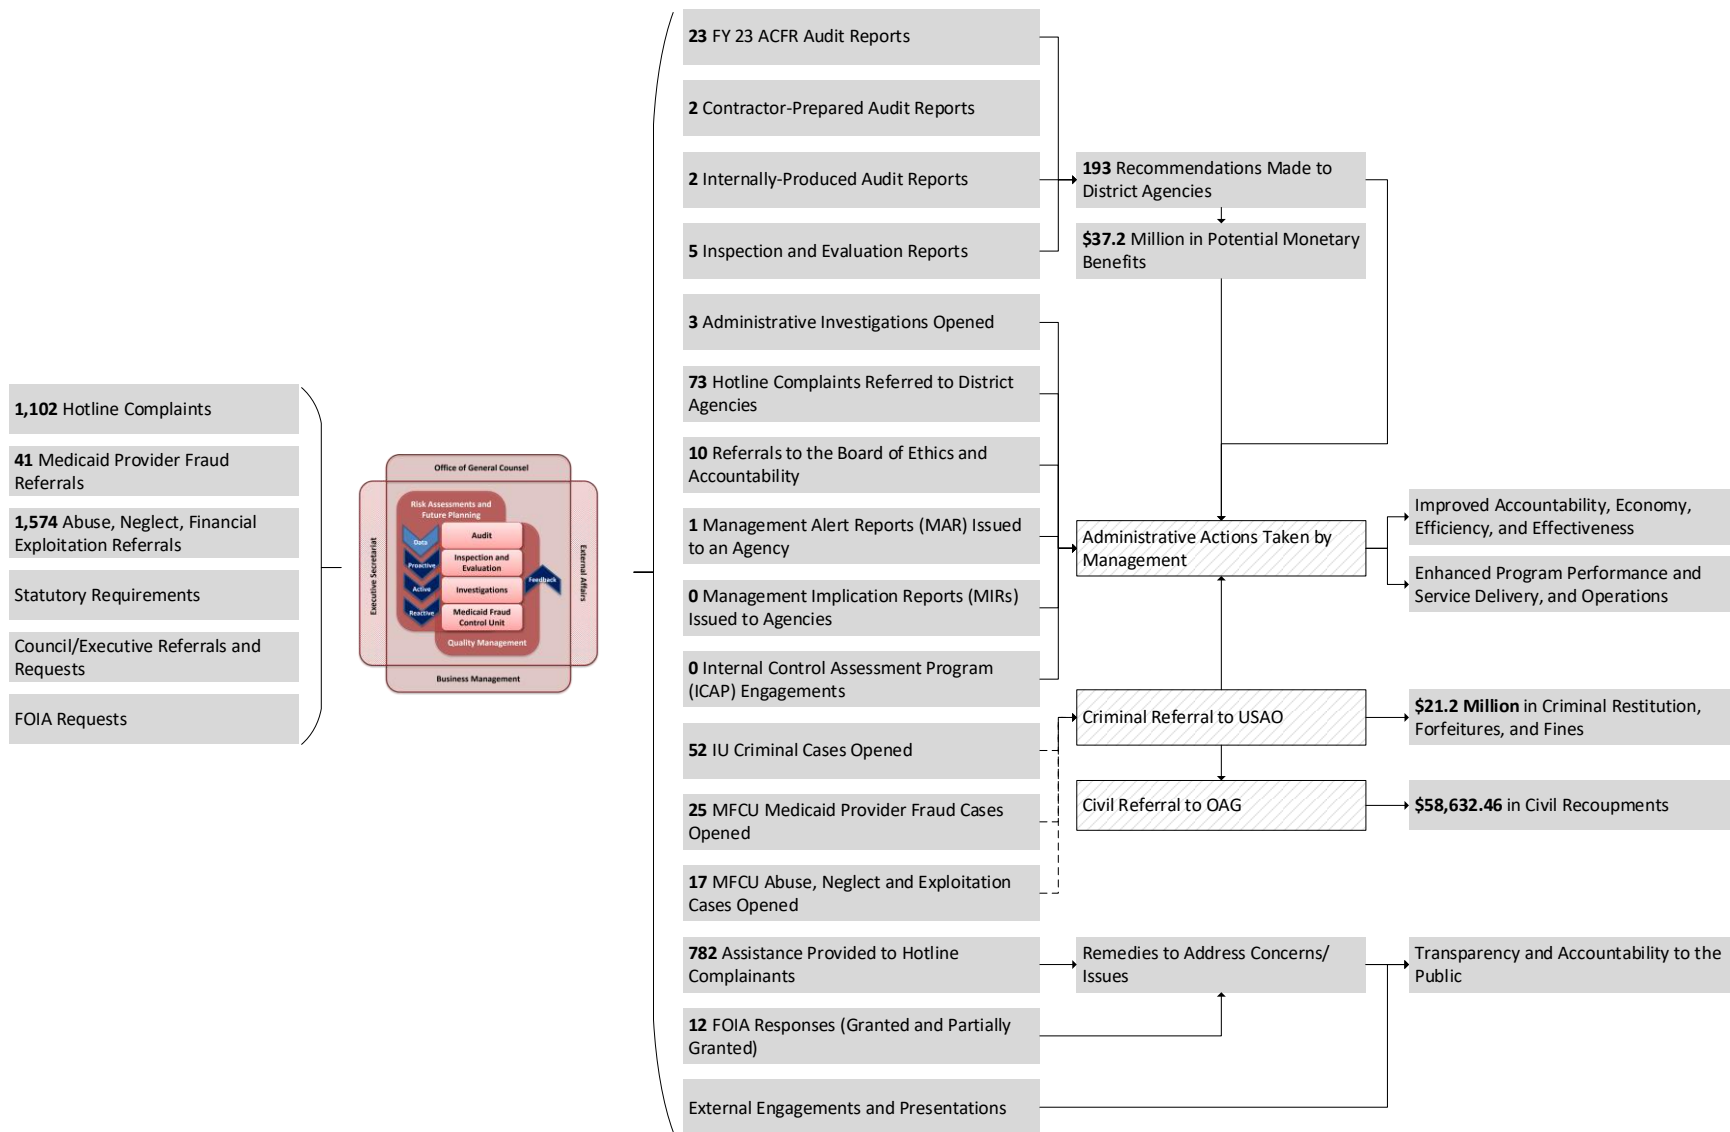 1,102 Hotline Complaints
41 Medicaid Provider Fraud
Referrals
1,574 Abuse, Neglect, Financial
Exploitation Referrals
Statutory Requirements
Council/Executive Referrals and
Requests
FOIA Requests
Office of General Counsel
Executive Secretariat
Risk Assessments and
Future Planning
Data
Proactive
Active
Reactive
Audit
Inspection and
Evaluation
Investigations
Medicaid Fraud
Control Unit
Feedback
Quality Management
External Affairs
Business Management
23 FY 23 ACFR Audit Reports
2 Contractor-Prepared Audit Reports
2 Internally-Produced Audit Reports
5 Inspection and Evaluation Reports
3 Administrative Investigations Opened
73 Hotline Complaints Referred to District
Agencies
10 Referrals to the Board of Ethics and
Accountability
1 Management Alert Reports (MAR) Issued
to an Agency
0 Management Implication Reports (MIRs)
Issued to Agencies
0 Internal Control Assessment Program
(ICAP) Engagements
52 IU Criminal Cases Opened
25 MFCU Medicaid Provider Fraud Cases
Opened
17 MFCU Abuse, Neglect and Exploitation
Cases Opened
782 Assistance Provided to Hotline
Complainants
12 FOIA Responses (Granted and Partially
Granted)
External Engagements and Presentations
193 Recommendations Made to
District Agencies
$37.2 Million in Potential Monetary
Benefits
Administrative Actions Taken by
Management
Criminal Referral to USAO
Civil Referral to OAG
Remedies to Address Concerns/
Issues
Improved Accountability, Economy,
Efficiency, and Effectiveness
Enhanced Program Performance and
Service Delivery, and Operations
$21.2 Million in Criminal Restitution,
Forfeitures, and Fines
$58,632.46 in Civil Recoupments
Transparency and Accountability to the
Public